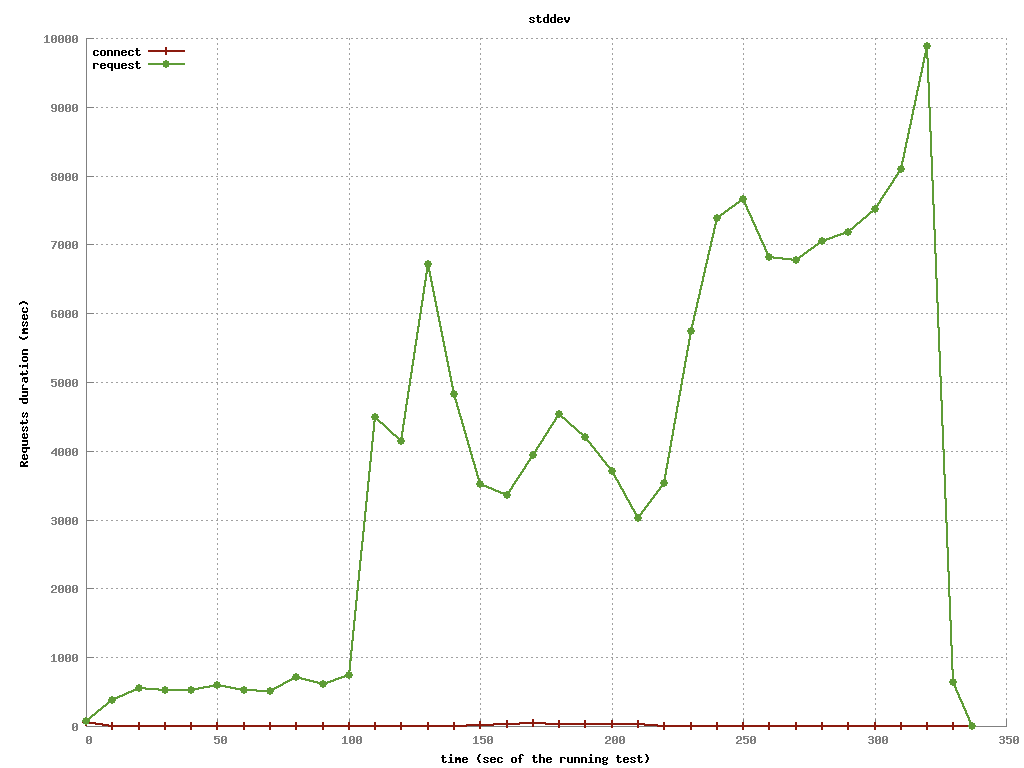 stddev
connect
request
10000
9000
8000
7000
6000
5000
4000
3000
2000
1000
0
Requests duration (msec)
0 50 100 150 200 250 300 350
time (sec of the running test)